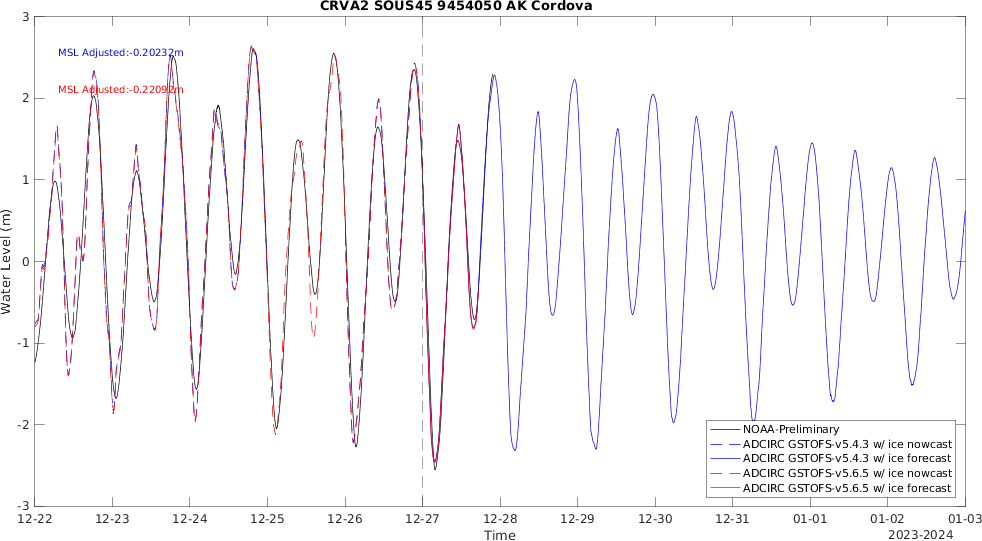 CRVA2 SOUS45 9454050 AK Cordova
MSL Adjusted:-0.20232m
MSL Adjusted:-0.22092m
Water Level (m)
3
2
1
0
-1
-2
-3
NOAA-Preliminary
ADCIRC GSTOFS-v5.4.3 w/ ice nowcast
ADCIRC GSTOFS-v5.4.3 w/ ice forecast
ADCIRC GSTOFS-v5.6.5 w/ ice nowcast
ADCIRC GSTOFS-v5.6.5 w/ ice forecast
12-22 12-23 12-24 12-25 12-26 12-27 12-28 12-29 12-30 12-31 01-01 01-02 01-03
Time
2023-2024